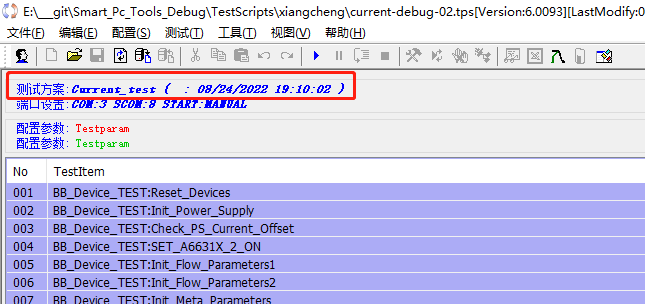 E:\___git\Smart_Pc_Tools_Debug\TestScripts\xiangcheng\current-debug-02.tps[Version:6.0093][LastModify:0
文件(F) 编辑(E) 配置(S) 测试(D) 工具(T) 视图(V) 帮助(H)
测试方案:Current_test ( : 08/24/2022 19:10:02 )
端口设置:COM:3 SCOM:8 START:MANUAL
配置参数: Testparam
配置参数: Testparam
No TestItem
001 BB_Device_TEST:Reset_Devices
002 BB_Device_TEST:Init_Power_Supply
003 BB_Device_TEST:Check_PS_Current_Offset
004 BB_Device_TEST:SET_A6631X_2_ON
005 BB_Device_TEST:Init_Flow_Parameters1
006 BB_Device_TEST:Init_Flow_Parameters2
007 BB_Device_TEST:Init_Meta_Parameters